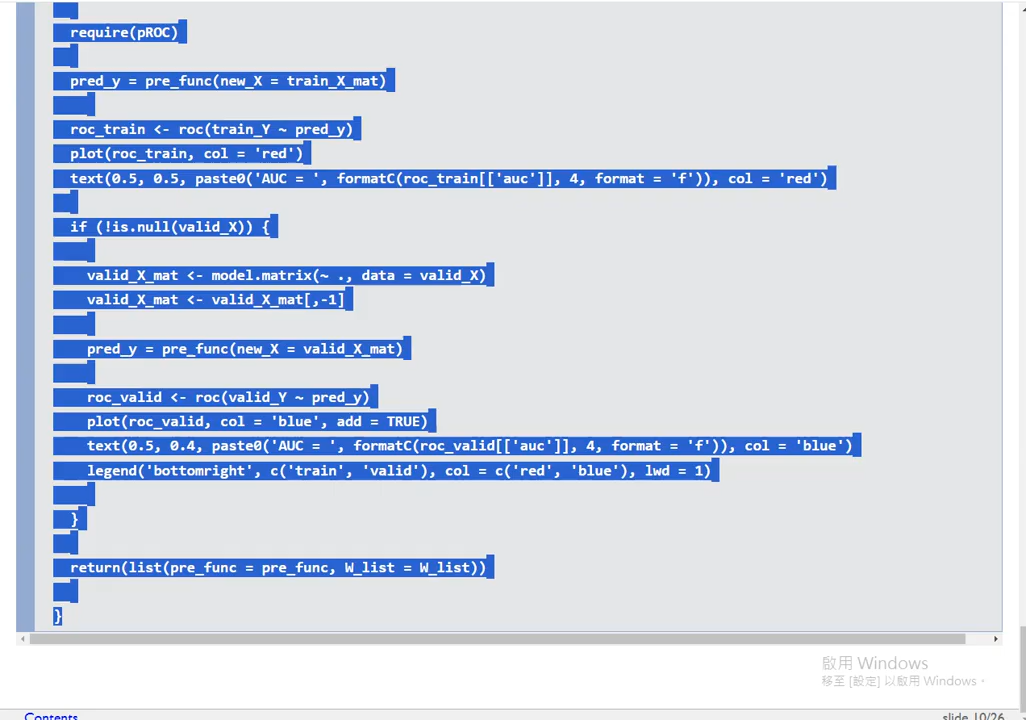 require(pROC)
pred_y = pre_func(new_X = train_X_mat)
roc_train <- roc(train_Y ~ pred_y)
plot(roc_train, col = 'red')
text(0.5, 0.5, paste0('AUC = ', formatC(roc_train[['auc']], 4, format = 'f')), col = 'red')
if (!is.null(valid_X)) {
valid_X_mat <- model.matrix(~ ., data = valid_X)
valid_X_mat <- valid_X_mat[,-1]
pred_y = pre_func(new_X = valid_X_mat)
roc_valid <- roc(valid_Y ~ pred_y)
plot(roc_valid, col = 'blue', add = TRUE)
text(0.5, 0.4, paste0('AUC = ', formatC(roc_valid[['auc']], 4, format = 'f')), col = 'blue')
legend('bottomright', c('train', 'valid'), col = c('red', 'blue'), lwd = 1)
}
return(list(pre_func = pre_func, W_list = W_list))
}
啟用 Windows
移至 [設定] 以啟用 Windows。
Contents
slide 10/26